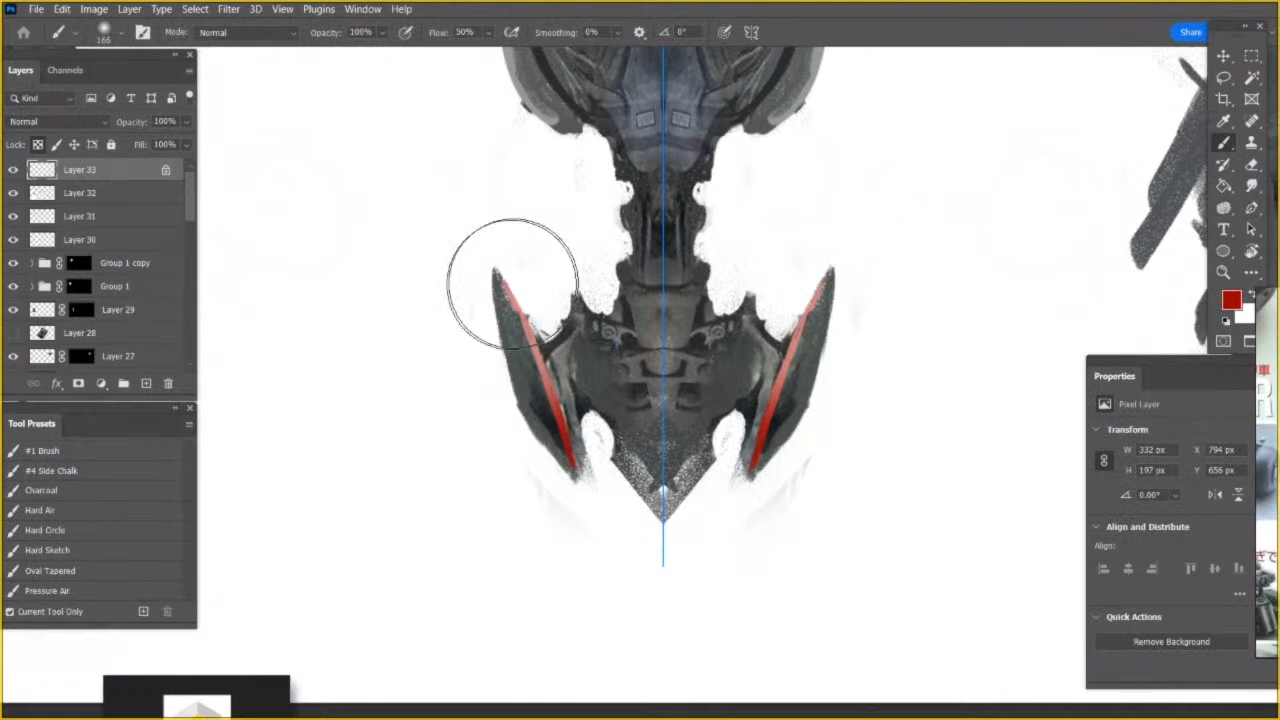 Ps File Edit Image Layer Type Select Filter 3D View Plugins Window Help
166 Mode: Normal Opacity: 100% Flow: 50% Smoothing: 0% 0° Share
Layers Channels
Kind
Normal Opacity: 100%
Lock: Fill: 100%
Layer 33
Layer 32
Layer 31
Layer 30
Group 1 copy
Group 1
Layer 29
Layer 28
Layer 27
fx
Tool Presets
#1 Brush
#4 Side Chalk
Charcoal
Hard Air
Hard Circle
Hard Sketch
Oval Tapered
Pressure Air
Current Tool Only
Properties
Pixel Layer
Transform
W 332 px X 794 px
H 197 px Y 656 px
0.00°
Align and Distribute
Align:
Quick Actions
Remove Background